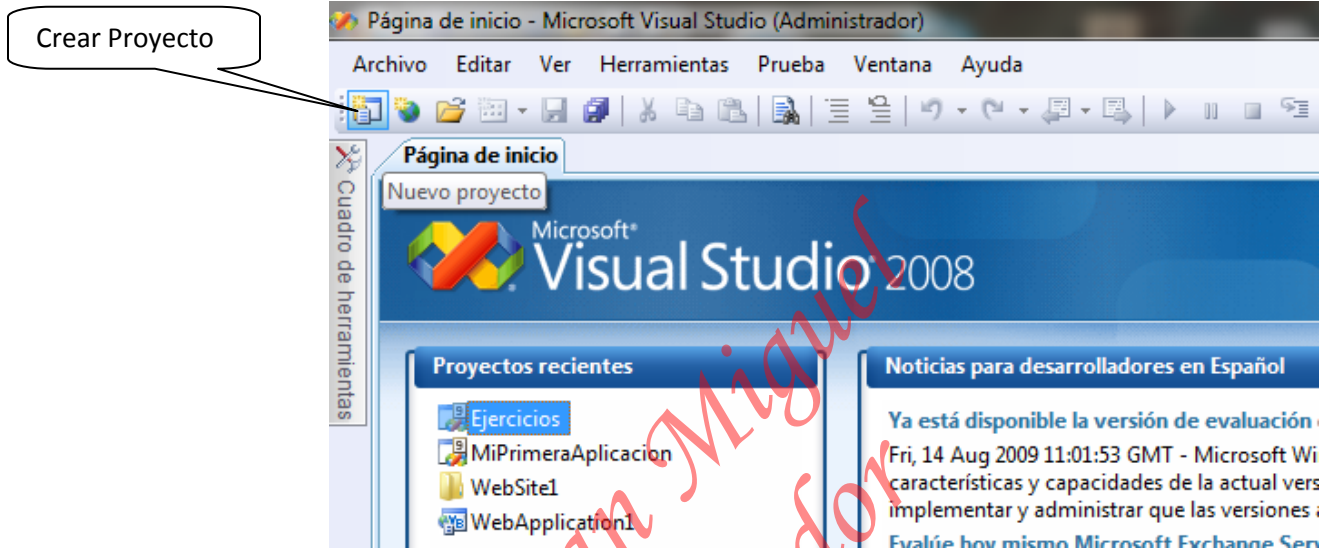 Crear Proyecto
Página de inicio - Microsoft Visual Studio (Administrador)
Archivo Editar Ver Herramientas Prueba Ventana Ayuda
Página de inicio
Nuevo proyecto
Cuadro de herramientas
Microsoft®
Visual Studio® 2008
Proyectos recientes
Ejercicios
MiPrimeraAplicacion
WebSite1
WebApplication1
Noticias para desarrolladores en Español
Ya está disponible la versión de evaluación
Fri, 14 Aug 2009 11:01:53 GMT - Microsoft Wi
características y capacidades de la actual vers
implementar y administrar que las versiones a
Evalúe hoy mismo Microsoft Exchange Serv
Miguel